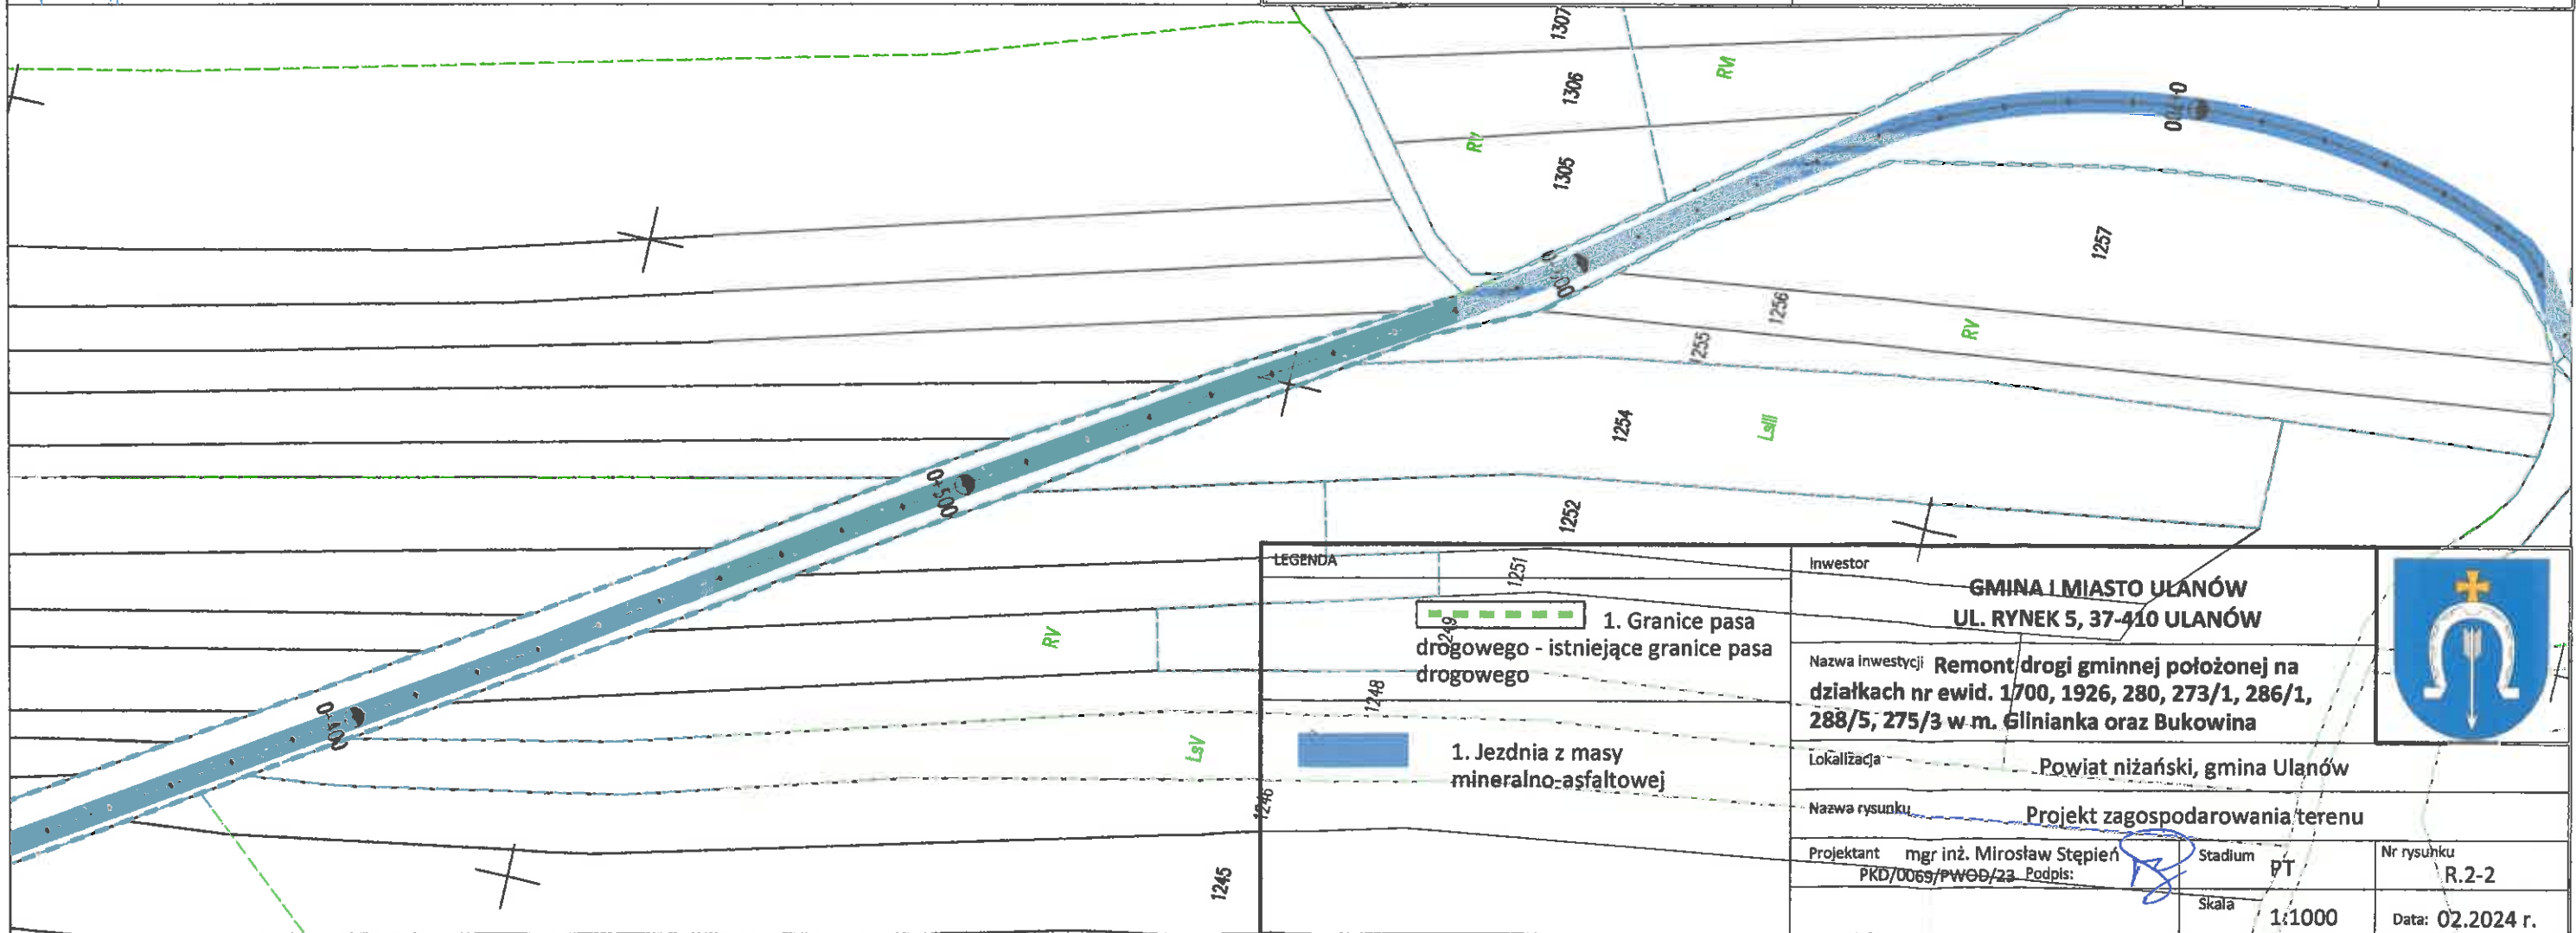 1307
RVI
1306
RV
1305
0+700
1257
0+600
1256
1255
RV
1254
LsIII
0+500
1252
1251
1249
1248
RV
LsV
1246
1245
0+400
LEGENDA
1. Granice pasa
drogowego - istniejące granice pasa
drogowego
1. Jezdnia z masy
mineralno-asfaltowej
Inwestor
GMINA I MIASTO ULANÓW
UL. RYNEK 5, 37-410 ULANÓW
Nazwa inwestycji Remont drogi gminnej położonej na
działkach nr ewid. 1700, 1926, 280, 273/1, 286/1,
288/5, 275/3 w m. Glinianka oraz Bukowina
Lokalizacja Powiat niżański, gmina Ulanów
Nazwa rysunku Projekt zagospodarowania terenu
Projektant mgr inż. Mirosław Stępień
PKD/0069/PWOD/23 Podpis:
Stadium PT
Nr rysunku
R.2-2
Skala 1:1000
Data: 02.2024 r.